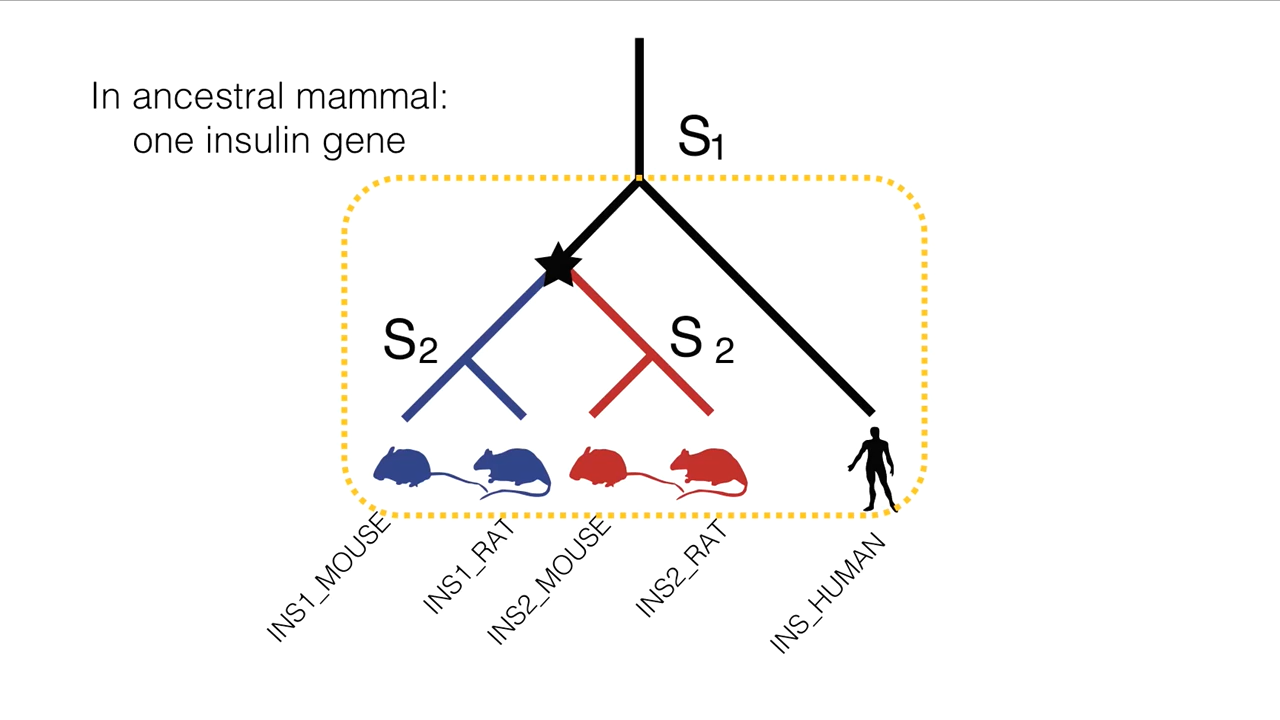 In ancestral mammal:
one insulin gene
S1
S2
S 2
INS1_MOUSE
INS1_RAT
INS2_MOUSE
INS2_RAT
INS_HUMAN